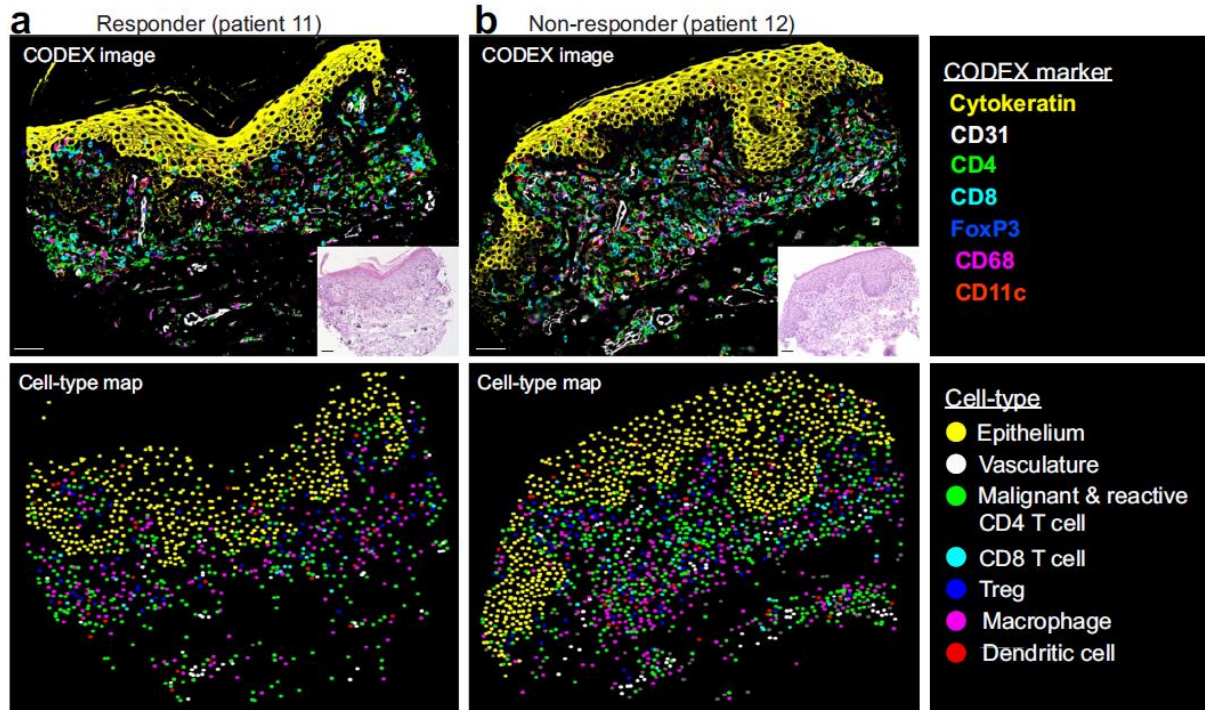 a Responder (patient 11)
b Non-responder (patient 12)
CODEX image
CODEX image
CODEX marker
Cytokeratin
CD31
CD4
CD8
FoxP3
CD68
CD11c
Cell-type map
Cell-type map
Cell-type
Epithelium
Vasculature
Malignant & reactive
CD4 T cell
CD8 T cell
Treg
Macrophage
Dendritic cell